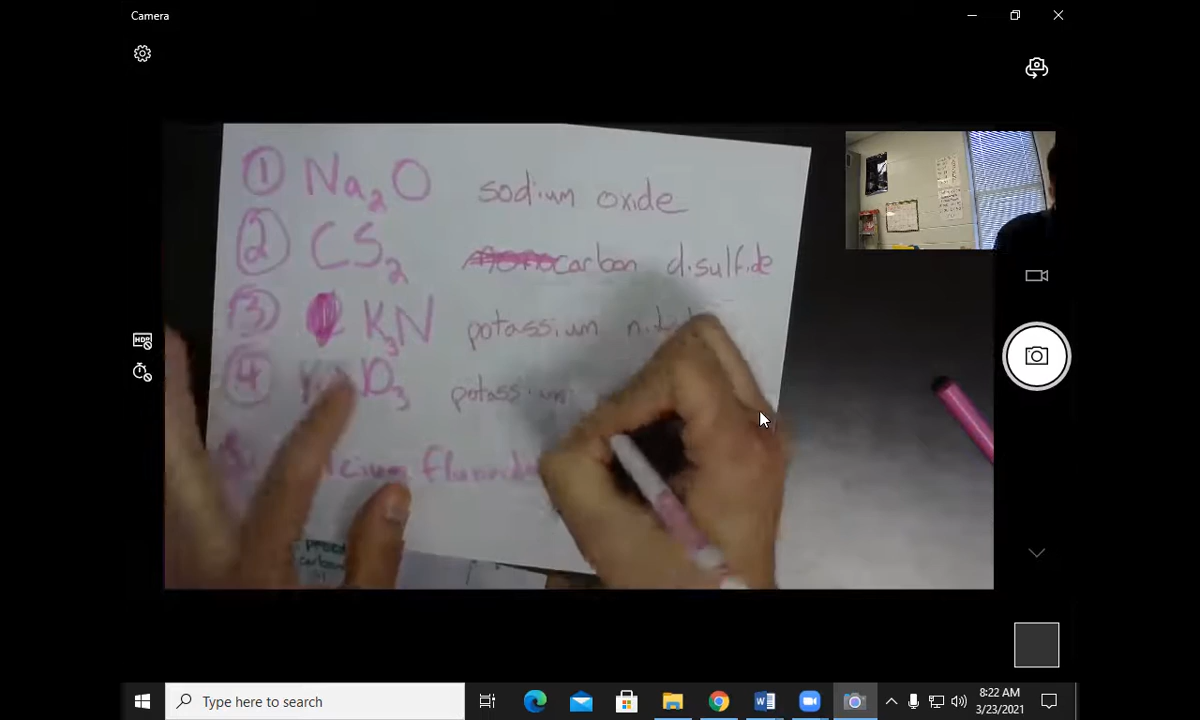 Camera
① Na₂O sodium oxide
② CS₂ carbon disulfide
③ K₃N potassium
④ potassium
fluoride
Type here to search
8:22 AM
3/23/2021